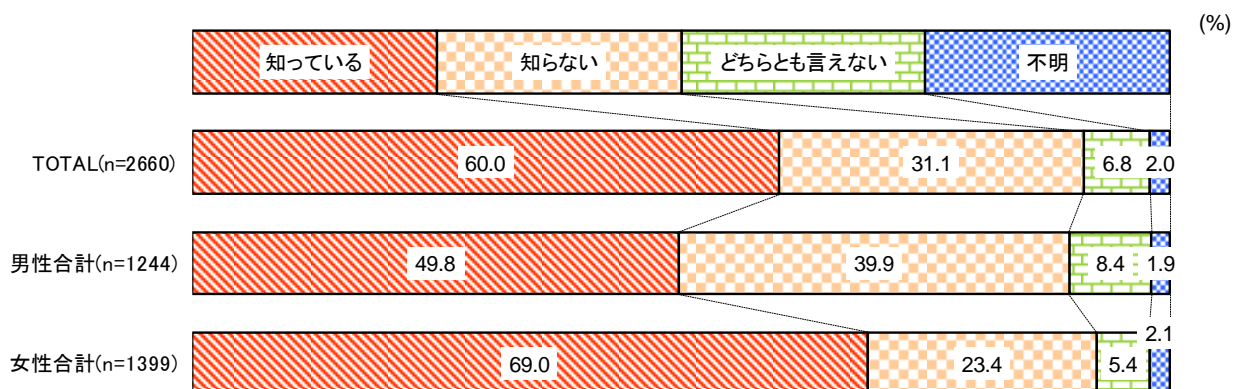 (%)
知っている 知らない どちらとも言えない 不明
TOTAL(n=2660) 60.0 31.1 6.8 2.0
男性合計(n=1244) 49.8 39.9 8.4 1.9
女性合計(n=1399) 69.0 23.4 5.4 2.1